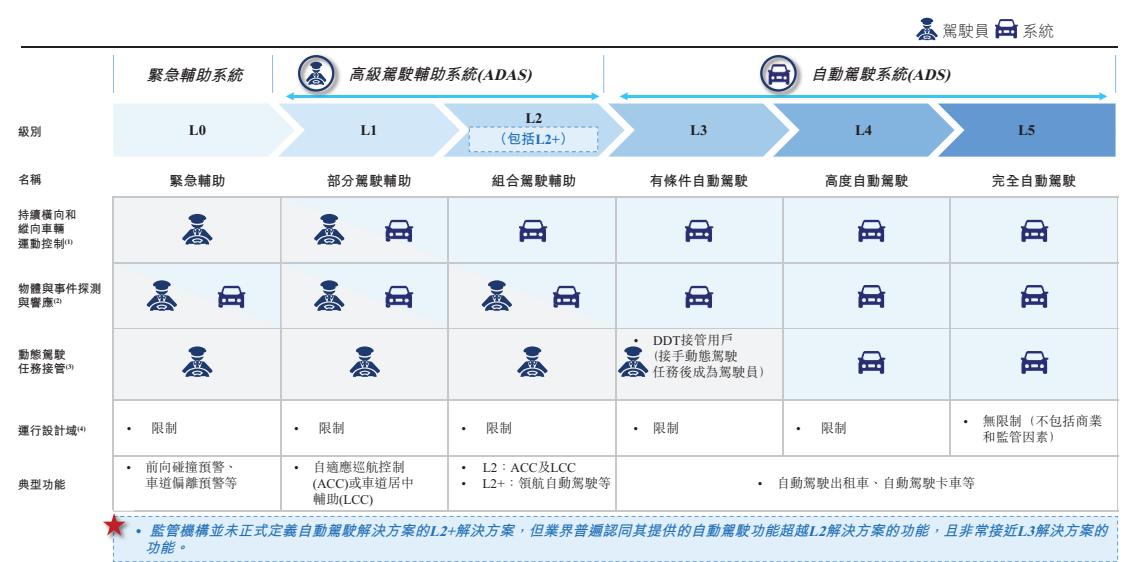 駕駛員 系統
緊急輔助系統 高級駕駛輔助系統(ADAS) 自動駕駛系統(ADS)
級別 L0 L1 L2 L3 L4 L5
（包括L2+）
名稱 緊急輔助 部分駕駛輔助 組合駕駛輔助 有條件自動駕駛 高度自動駕駛 完全自動駕駛
持續橫向和
縱向車輛
運動控制(1)
物體與事件探測
與響應(2)
動態駕駛
任務接管(3)
• DDT接管用戶
(接手動態駕駛
任務後成為駕駛員)
運行設計域(4)
• 限制
• 限制
• 限制
• 限制
• 限制
• 無限制（不包括商業
和監管因素）
典型功能
• 前向碰撞預警、
車道偏離預警等
• 自適應巡航控制
(ACC)或車道居中
輔助(LCC)
• L2：ACC及LCC
• L2+：領航自動駕駛等
• 自動駕駛出租車、自動駕駛卡車等
• 監管機構並未正式定義自動駕駛解決方案的L2+解決方案，但業界普遍認同其提供的自動駕駛功能超越L2解決方案的功能，且非常接近L3解決方案的
功能。